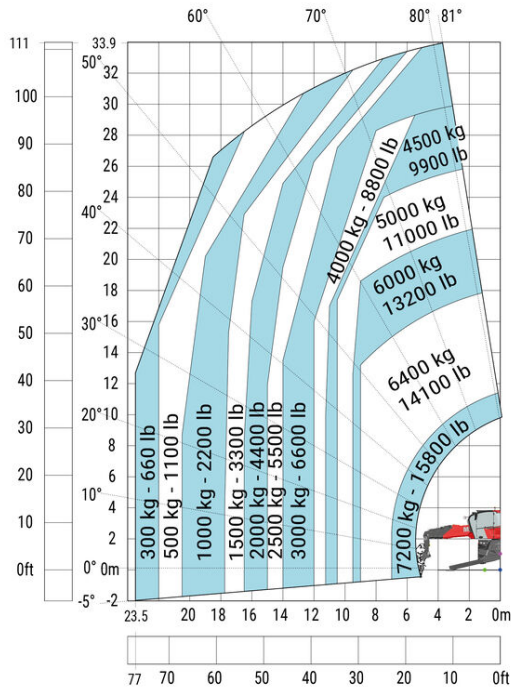 60°
70°
80°
81°
111
33.9
50°
32
100
30
90
28
4500 kg
9900 lb
26
80
24
4000 kg - 8800 lb
5000 kg
11000 lb
40°
70
22
20
60
18
6000 kg
13200 lb
50
16
30°
14
40
12
6400 kg
14100 lb
20°
10
30
8
20
6
10°
4
10
2
0ft
0°
0m
-5°
-2
300 kg - 660 lb
500 kg - 1100 lb
1000 kg - 2200 lb
1500 kg - 3300 lb
2000 kg - 4400 lb
2500 kg - 5500 lb
3000 kg - 6600 lb
7200 kg - 15800 lb
23.5
20
18
16
14
12
10
8
6
4
2
0m
77
70
60
50
40
30
20
10
0ft